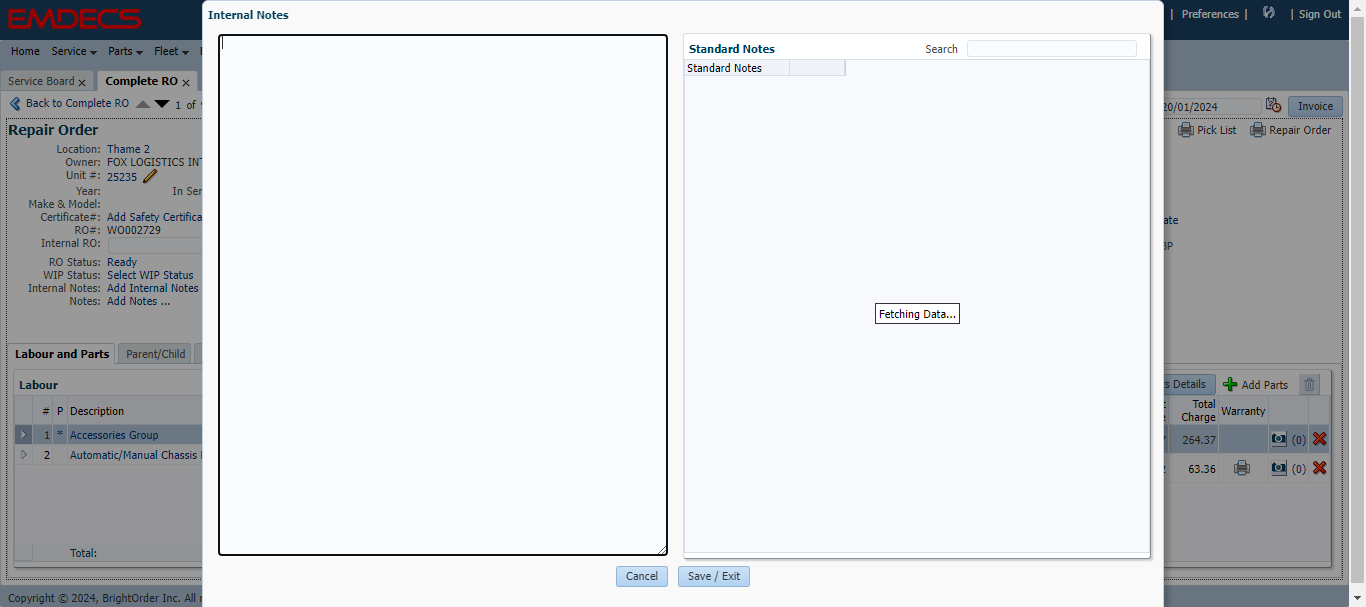 EMDECS
Internal Notes
| Preferences | | Sign Out
Home Service Parts Fleet
Service Board x Complete RO x
Back to Complete RO 1 of
20/01/2024 Invoice
Repair Order
Pick List Repair Order
Location: Thame 2
Owner: FOX LOGISTICS INT
Unit #: 25235
Year: In Ser
Make & Model:
Certificate#: Add Safety Certifica
RO#: WO002729
Internal RO:
RO Status: Ready
WIP Status: Select WIP Status
Internal Notes: Add Internal Notes
Notes: Add Notes ...
Standard Notes Search
Standard Notes
Fetching Data...
Cancel Save / Exit
ate
3P
Labour and Parts Parent/Child
Labour
# P Description
1 * Accessories Group
2 Automatic/Manual Chassis
Total:
s Details Add Parts
Total Charge Warranty
264.37 (0)
63.36 (0)
Copyright © 2024, BrightOrder Inc. All